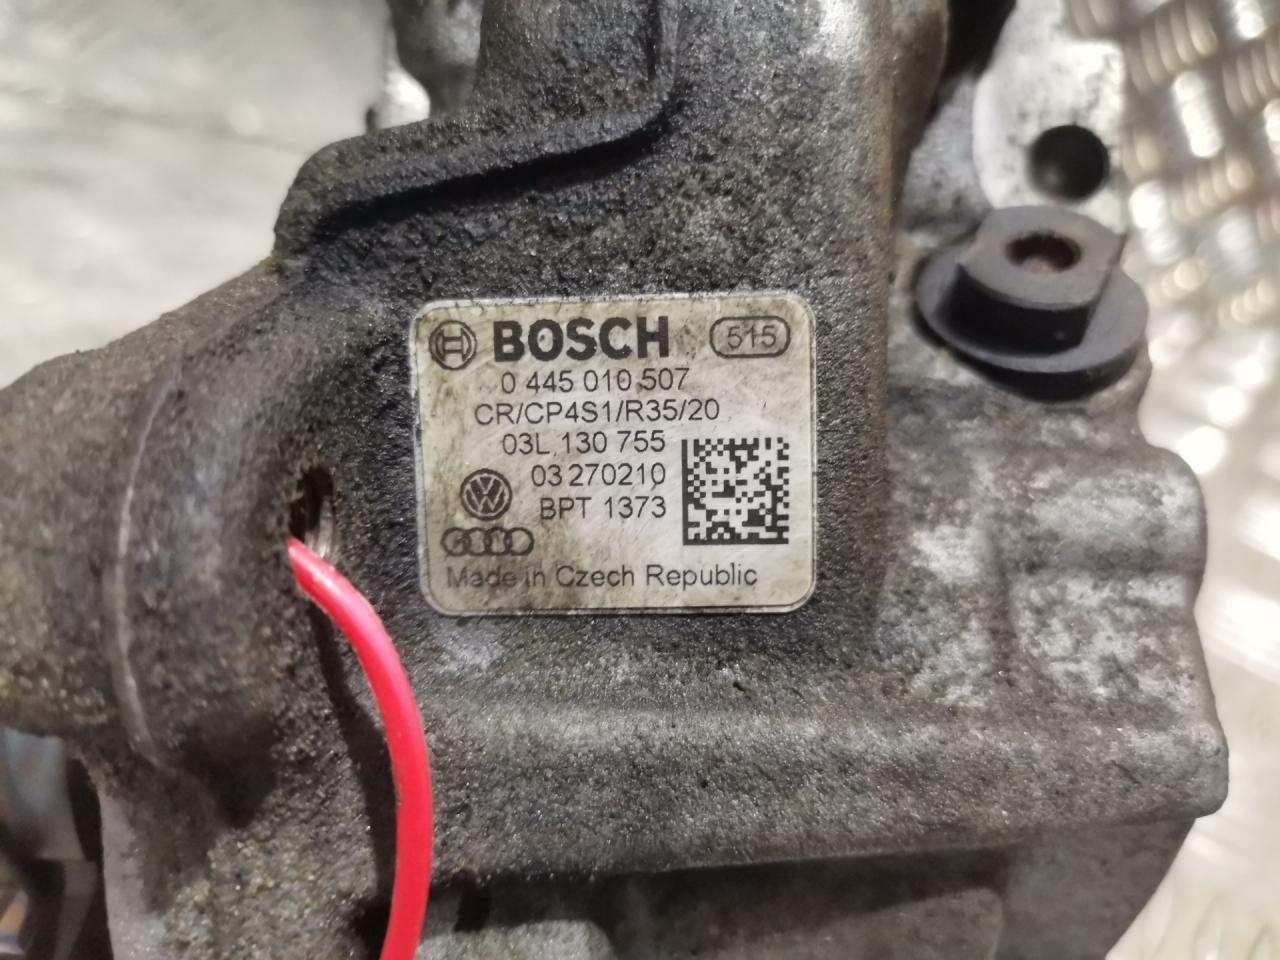 BOSCH 515
0 445 010 507
CR/CP4S1/R35/20
03L 130 755
03 270210
BPT 1373
Made in Czech Republic